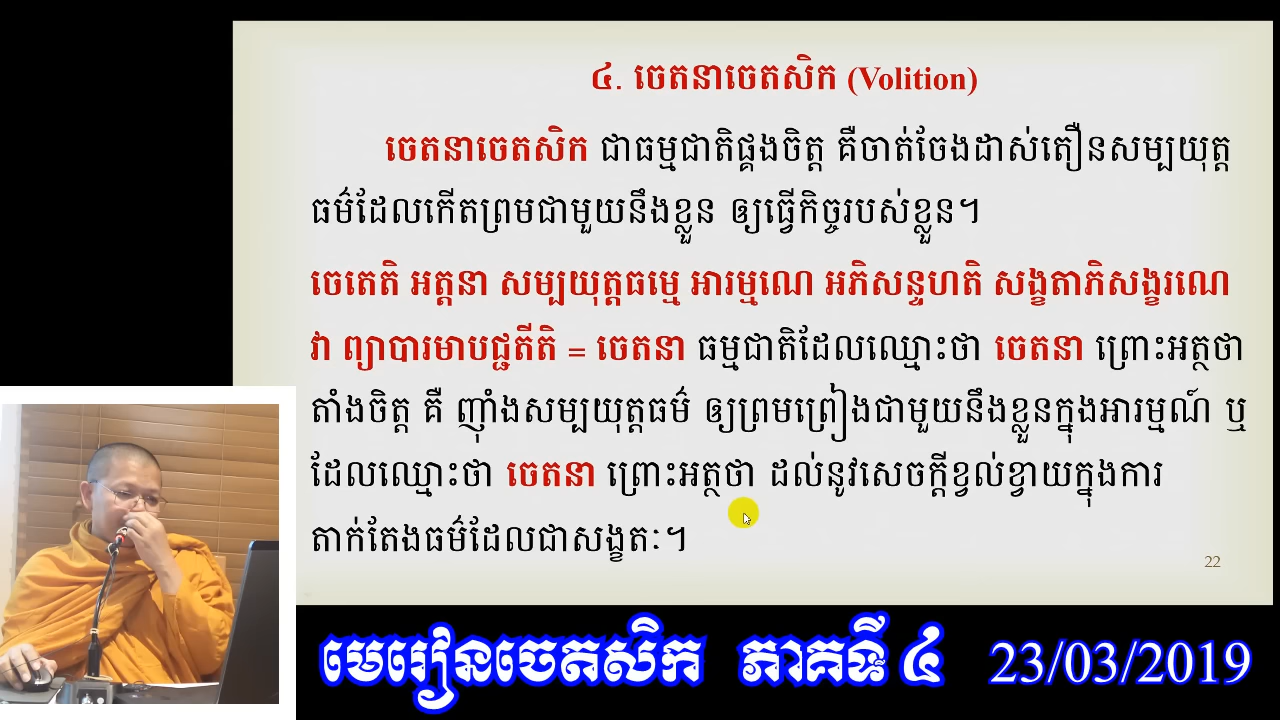 ៤. ចេតនាចេតសិក (Volition)
ចេតនាចេតសិក ជាធម្មជាតិផ្គងចិត្ត គឺចាត់ចែងដាស់តឿនសម្បយុត្ត
ធម៌ដែលកើតព្រមជាមួយនឹងខ្លួន ឲ្យធ្វើកិច្ចរបស់ខ្លួន។
ចេតេតិ អត្តនា សម្បយុត្តធម្មេ អារម្មណេ អភិសន្ទហតិ សង្ខតាភិសង្ខរណេ
វា ព្យាបារមាបជ្ជតីតិ = ចេតនា ធម្មជាតិដែលឈ្មោះថា ចេតនា ព្រោះអត្ថថា
តាំងចិត្ត គឺ ញ៉ាំងសម្បយុត្តធម៌ ឲ្យព្រមព្រៀងជាមួយនឹងខ្លួនក្នុងអារម្មណ៍ ឬ
ដែលឈ្មោះថា ចេតនា ព្រោះអត្ថថា ដល់នូវសេចក្តីខ្វល់ខ្វាយក្នុងការ
តាក់តែងធម៌ដែលជាសង្ខតៈ។
22
មេរៀនចេតសិក ភាគទី ៤ 23/03/2019